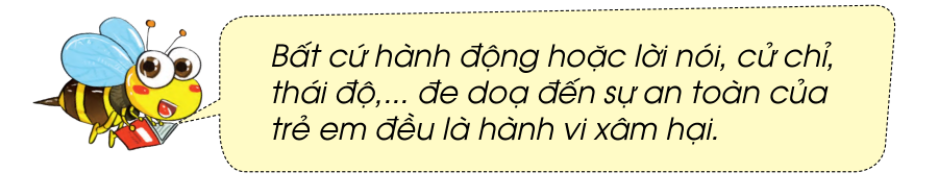 Bất cứ hành động hoặc lời nói, cử chỉ,
thái độ,... đe doạ đến sự an toàn của
trẻ em đều là hành vi xâm hại.